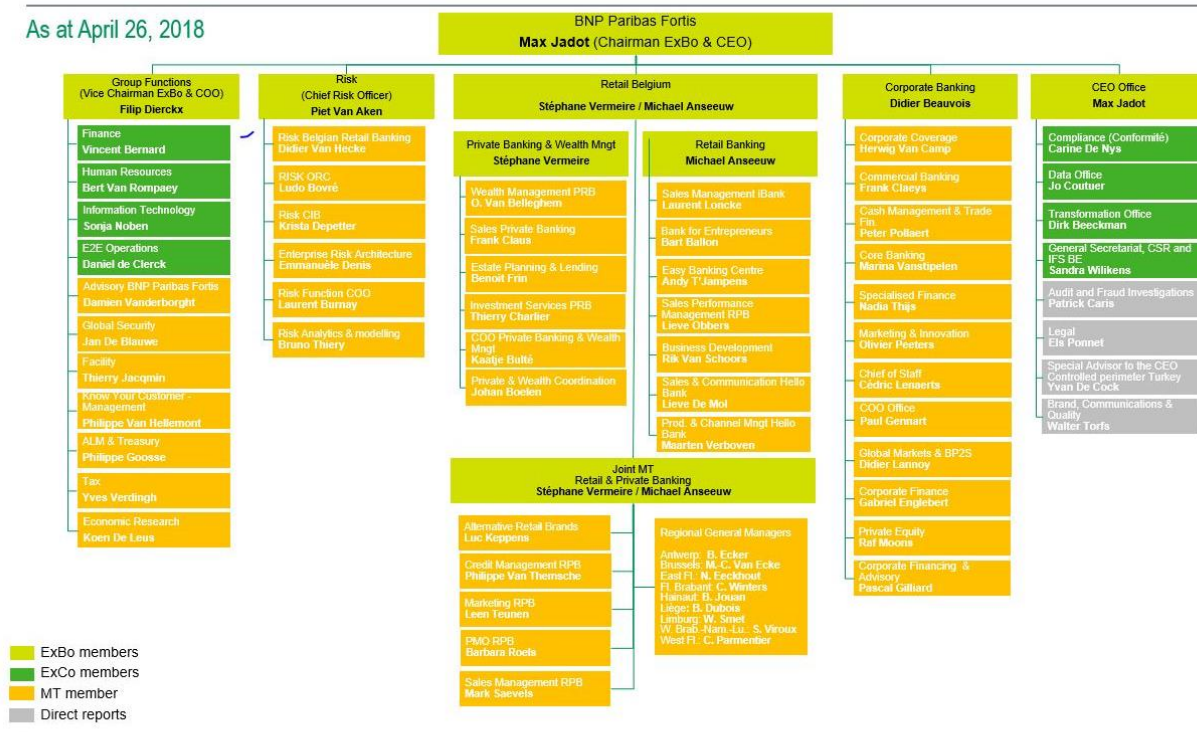 As at April 26, 2018
BNP Paribas Fortis
Max Jadot (Chairman ExBo & CEO)
Group Functions
(Vice Chairman ExBo & COO)
Filip Dierckx
Finance
Vincent Bernard
Human Resources
Bert Van Rompaey
Information Technology
Sonja Noben
E2E Operations
Daniel de Clerck
Advisory BNP Paribas Fortis
Damien Vanderborght
Global Security
Jan De Blauwe
Facility
Thierry Jacqmin
Know Your Customer -
Management
Philippe Van Hellemont
ALM & Treasury
Philippe Goosse
Tax
Yves Verdingh
Economic Research
Koen De Leus
Risk
(Chief Risk Officer)
Piet Van Aken
Risk Belgian Retail Banking
Didier Van Hecke
RISK ORC
Ludo Bovré
Risk CIB
Krista Depetter
Enterprise Risk Architecture
Emmanuèle Denis
Risk Function COO
Laurent Burnay
Risk Analytics & modelling
Bruno Thiery
Retail Belgium
Stéphane Vermeire / Michael Anseeuw
Private Banking & Wealth Mngt
Stéphane Vermeire
Wealth Management PRB
O. Van Belleghem
Sales Private Banking
Frank Claus
Estate Planning & Lending
Benoit Frin
Investment Services PRB
Thierry Charlier
COO Private Banking & Wealth
Mngt
Kaatje Bulté
Private & Wealth Coordination
Johan Boelen
Retail Banking
Michael Anseeuw
Sales Management iBank
Laurent Loncke
Bank for Entrepreneurs
Bart Ballon
Easy Banking Centre
Andy T'Jampens
Sales Performance
Management RPB
Lieve Obbers
Business Development
Rik Van Schoors
Sales & Communication Hello
Bank
Lieve De Mol
Prod. & Channel Mngt Hello
Bank
Maarten Verboven
Joint MT
Retail & Private Banking
Stéphane Vermeire / Michael Anseeuw
Alternative Retail Brands
Luc Keppens
Credit Management RPB
Philippe Van Themsche
Marketing RPB
Leen Teunen
PMO RPB
Barbara Roels
Sales Management RPB
Mark Saevels
Regional General Managers
Antwerp: B. Ecker
Brussels: M.-C. Van Ecke
East Fl.: N. Eeckhout
Fl. Brabant: C. Winters
Hainaut: B. Jouan
Liège: B. Dubois
Limburg: W. Smet
W. Brab.-Nam.-Lu.: S. Viroux
West Fl.: C. Parmentier
Corporate Banking
Didier Beauvois
Corporate Coverage
Herwig Van Camp
Commercial Banking
Frank Claeys
Cash Management & Trade
Fin
Peter Pollaert
Core Banking
Marina Vanstipelen
Specialised Finance
Nadia Thijs
Marketing & Innovation
Olivier Peeters
Chief of Staff
Cédric Lenaerts
COO Office
Paul Gennart
Global Markets & BP2S
Didier Lannoy
Corporate Finance
Gabriel Englebert
Private Equity
Raf Moons
Corporate Financing &
Advisory
Pascal Gilliard
CEO Office
Max Jadot
Compliance (Conformité)
Carine De Nys
Data Office
Jo Coutuer
Transformation Office
Dirk Beeckman
General Secretariat, CSR and
IFS BE
Sandra Wilikens
Audit and Fraud Investigations
Patrick Caris
Legal
Els Ponnet
Special Advisor to the CEO
Controlled perimeter Turkey
Yvan De Cock
Brand, Communications &
Quality
Walter Torfs
ExBo members
ExCo members
MT member
Direct reports